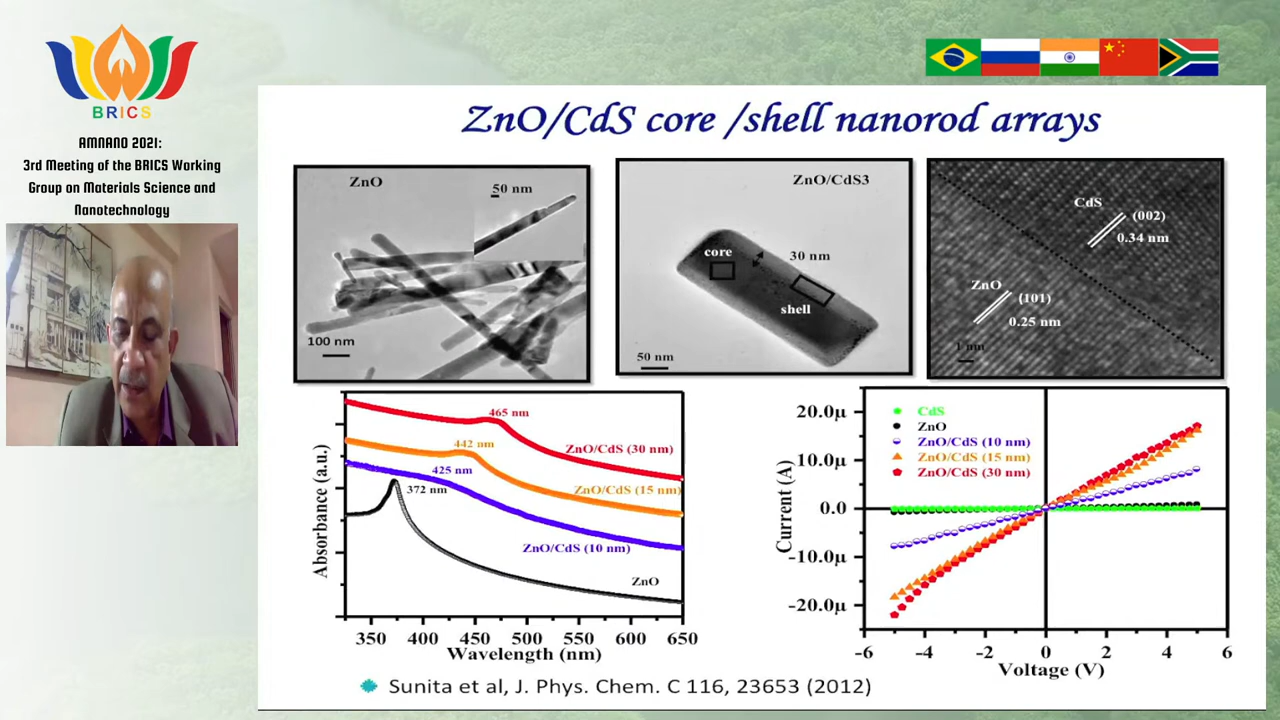 BRICS
AMNANO 2021:
3rd Meeting of the BRICS Working
Group on Materials Science and
Nanotechnology
ZnO/CdS core /shell nanorod arrays
ZnO
50 nm
100 nm
ZnO/CdS3
core
30 nm
shell
50 nm
CdS
(002)
0.34 nm
ZnO
(101)
0.25 nm
1 nm
465 nm
ZnO/CdS (30 nm)
442 nm
ZnO/CdS (15 nm)
425 nm
372 nm
ZnO/CdS (10 nm)
ZnO
Absorbance (a.u.)
350 400 450 500 550 600 650
Wavelength (nm)
CdS
ZnO
ZnO/CdS (10 nm)
ZnO/CdS (15 nm)
ZnO/CdS (30 nm)
20.0μ
10.0μ
0.0
-10.0μ
-20.0μ
Current (A)
-6 -4 -2 0 2 4 6
Voltage (V)
Sunita et al, J. Phys. Chem. C 116, 23653 (2012)